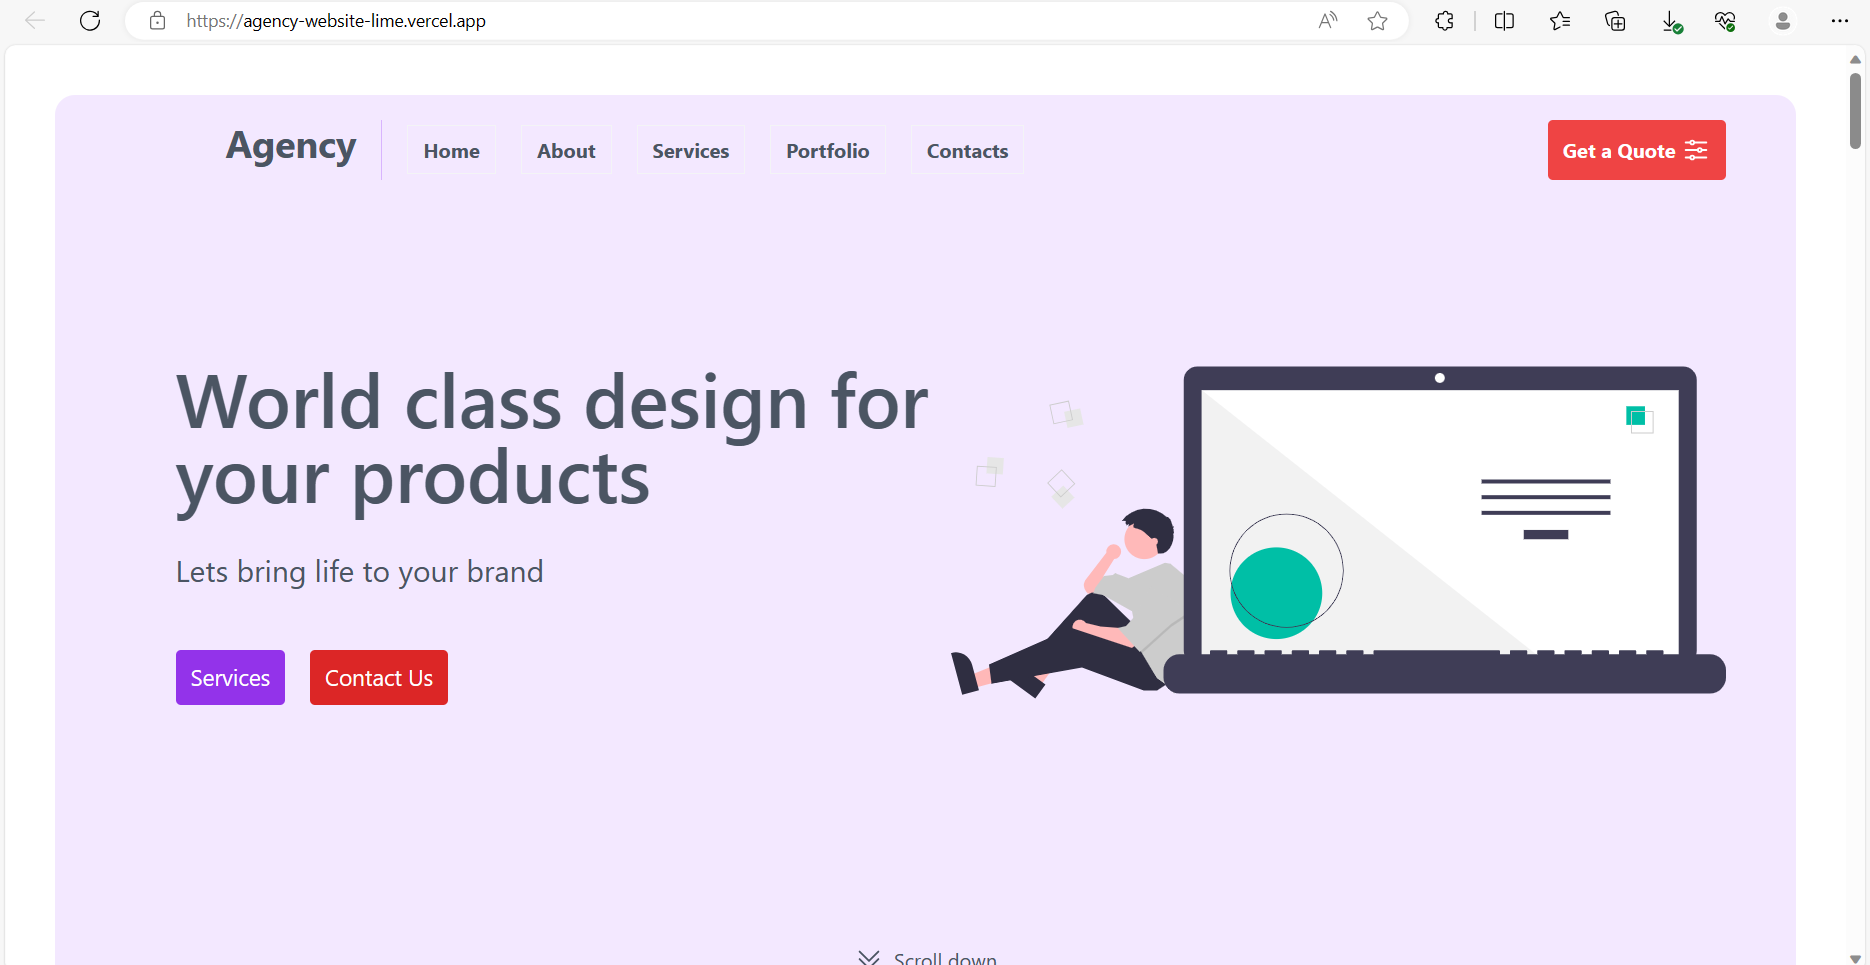 https://agency-website-lime.vercel.app
Agency
Home
About
Services
Portfolio
Contacts
Get a Quote
World class design for
your products
Lets bring life to your brand
Services
Contact Us
Scroll down